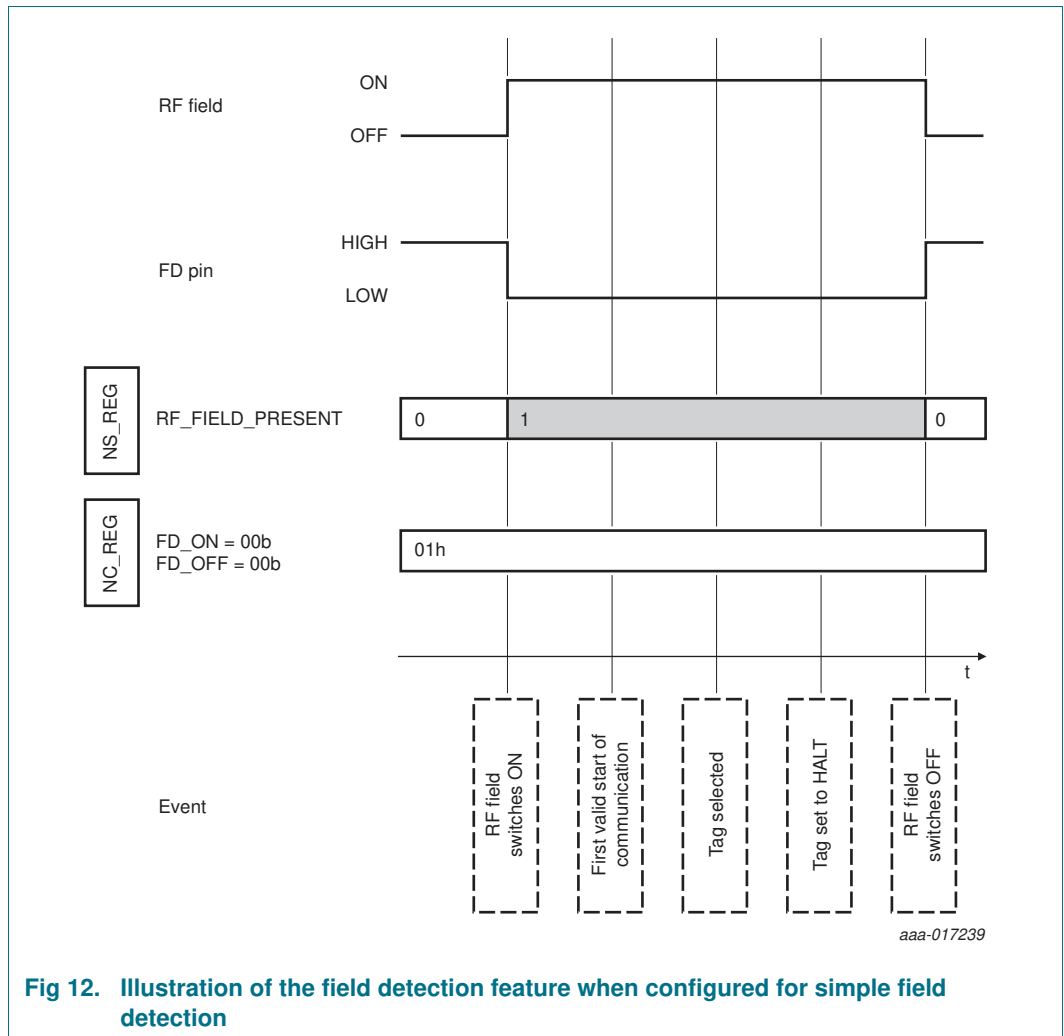 ON
RF field
OFF
HIGH
FD pin
LOW
NS_REG
RF_FIELD_PRESENT
0
1
0
NC_REG
FD_ON = 00b
FD_OFF = 00b
01h
t
Event
RF field
switches ON
First valid start of
communication
Tag selected
Tag set to HALT
RF field
switches OFF
aaa-017239
Fig 12. Illustration of the field detection feature when configured for simple field
detection